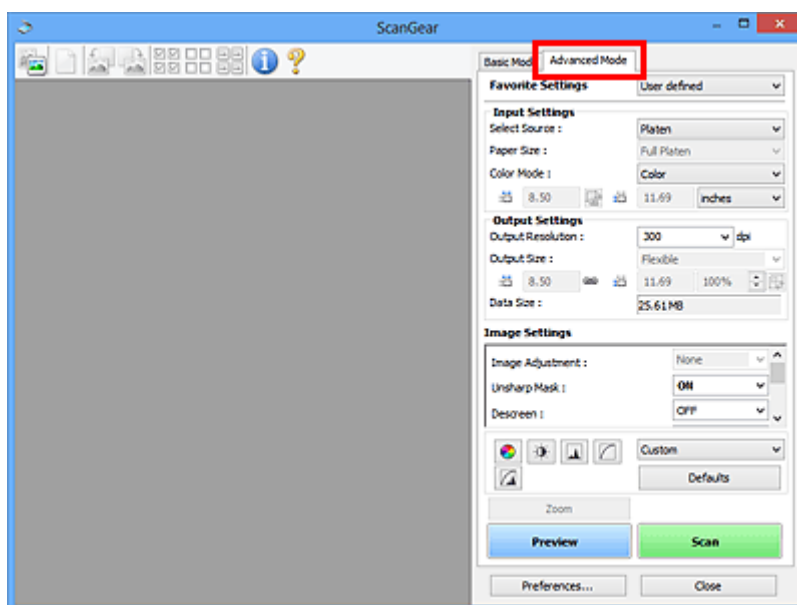 ScanGear
Basic Mode Advanced Mode
Favorite Settings User defined
Input Settings
Select Source : Platen
Paper Size : Full Platen
Color Mode : Color
8.50 11.69 inches
Output Settings
Output Resolution : 300 dpi
Output Size : Flexible
8.50 11.69 100%
Data Size : 25.61 MB
Image Settings
Image Adjustment : None
Unsharp Mask : ON
Descreen : OFF
Custom
Defaults
Zoom
Preview Scan
Preferences... Close